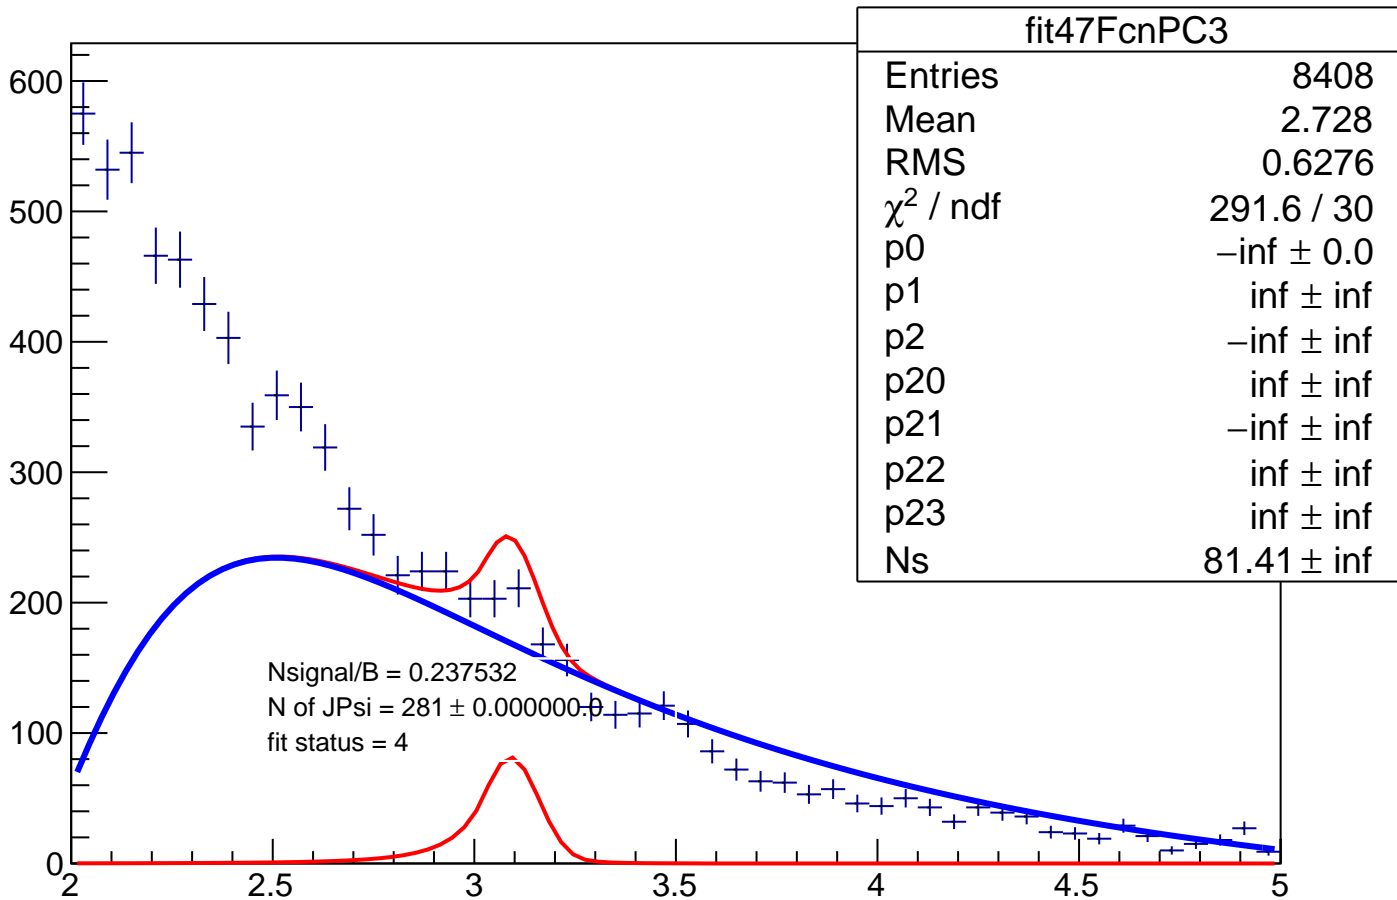 fit47FcnPC3
Entries 8408
Mean 2.728
RMS 0.6276
χ² / ndf 291.6 / 30
p0 −inf ± 0.0
p1 inf ± inf
p2 −inf ± inf
p20 inf ± inf
p21 −inf ± inf
p22 inf ± inf
p23 inf ± inf
Ns 81.41 ± inf
600
500
400
300
200
100
0
Nsignal/B = 0.237532
N of JPsi = 281 ± 0.000000.0
fit status = 4
2 2.5 3 3.5 4 4.5 5